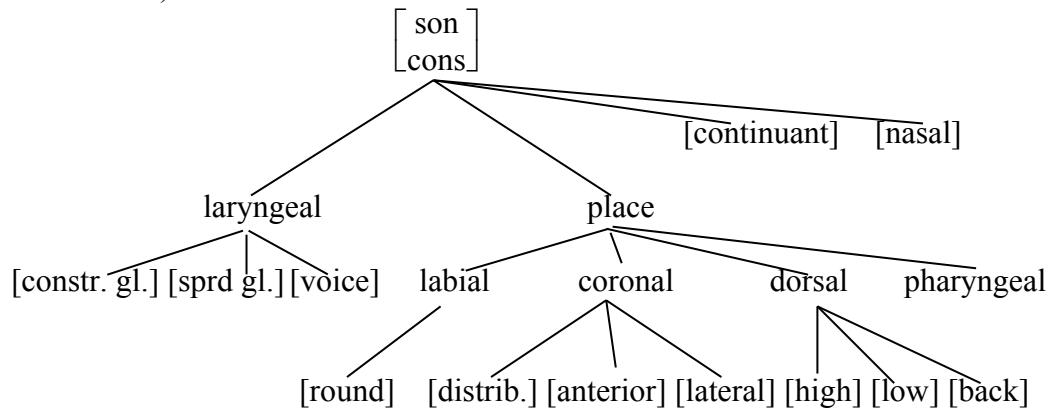 son
cons
[continuant] [nasal]
laryngeal place
[constr. gl.] [sprd gl.] [voice] labial coronal dorsal pharyngeal
[round] [distrib.] [anterior] [lateral] [high] [low] [back]